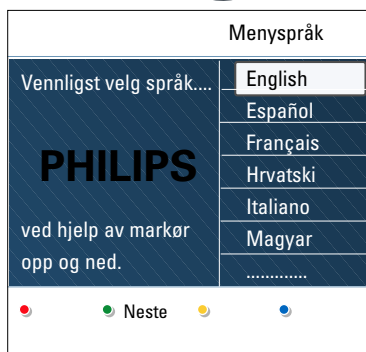 Menyspråk
Vennligst velg språk....
PHILIPS
ved hjelp av markør
opp og ned.
English
Español
Français
Hrvatski
Italiano
Magyar
.............
Neste